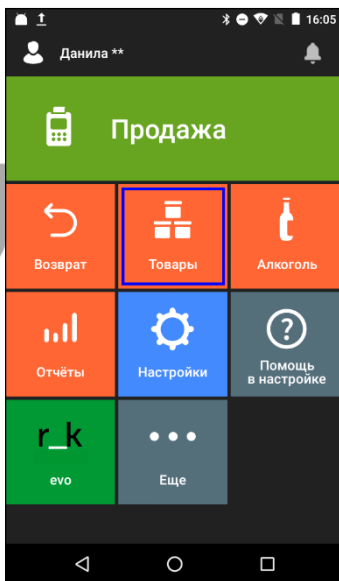 16:05
Данила **
Продажа
Возврат
Товары
Алкоголь
Отчёты
Настройки
Помощь
в настройке
r_k
evo
Еще